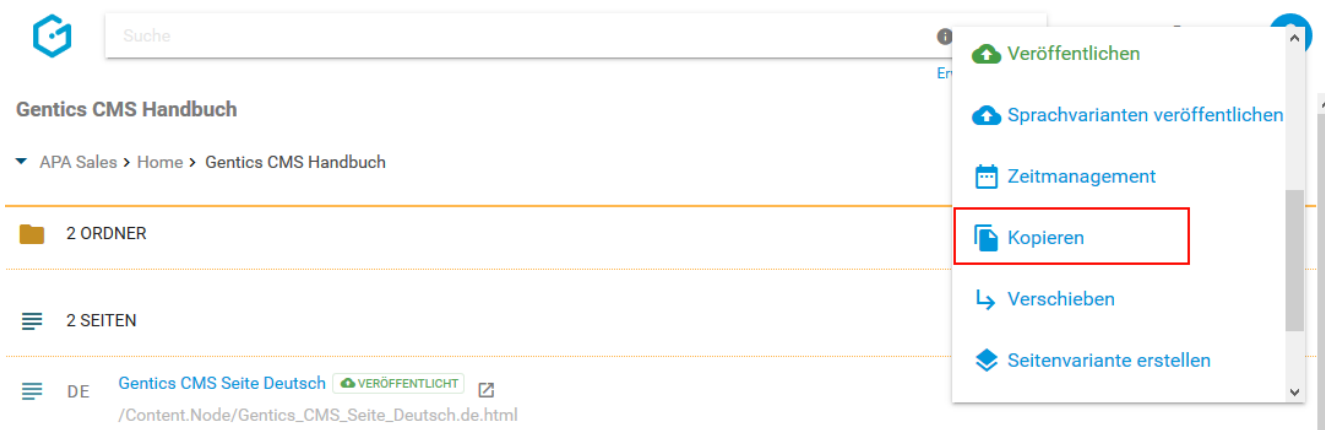 Suche
Er
Gentics CMS Handbuch
APA Sales > Home > Gentics CMS Handbuch
2 ORDNER
2 SEITEN
DE
Gentics CMS Seite Deutsch VERÖFFENTLICHT
/Content.Node/Gentics_CMS_Seite_Deutsch.de.html
Veröffentlichen
Sprachvarianten veröffentlichen
Zeitmanagement
Kopieren
Verschieben
Seitenvariante erstellen